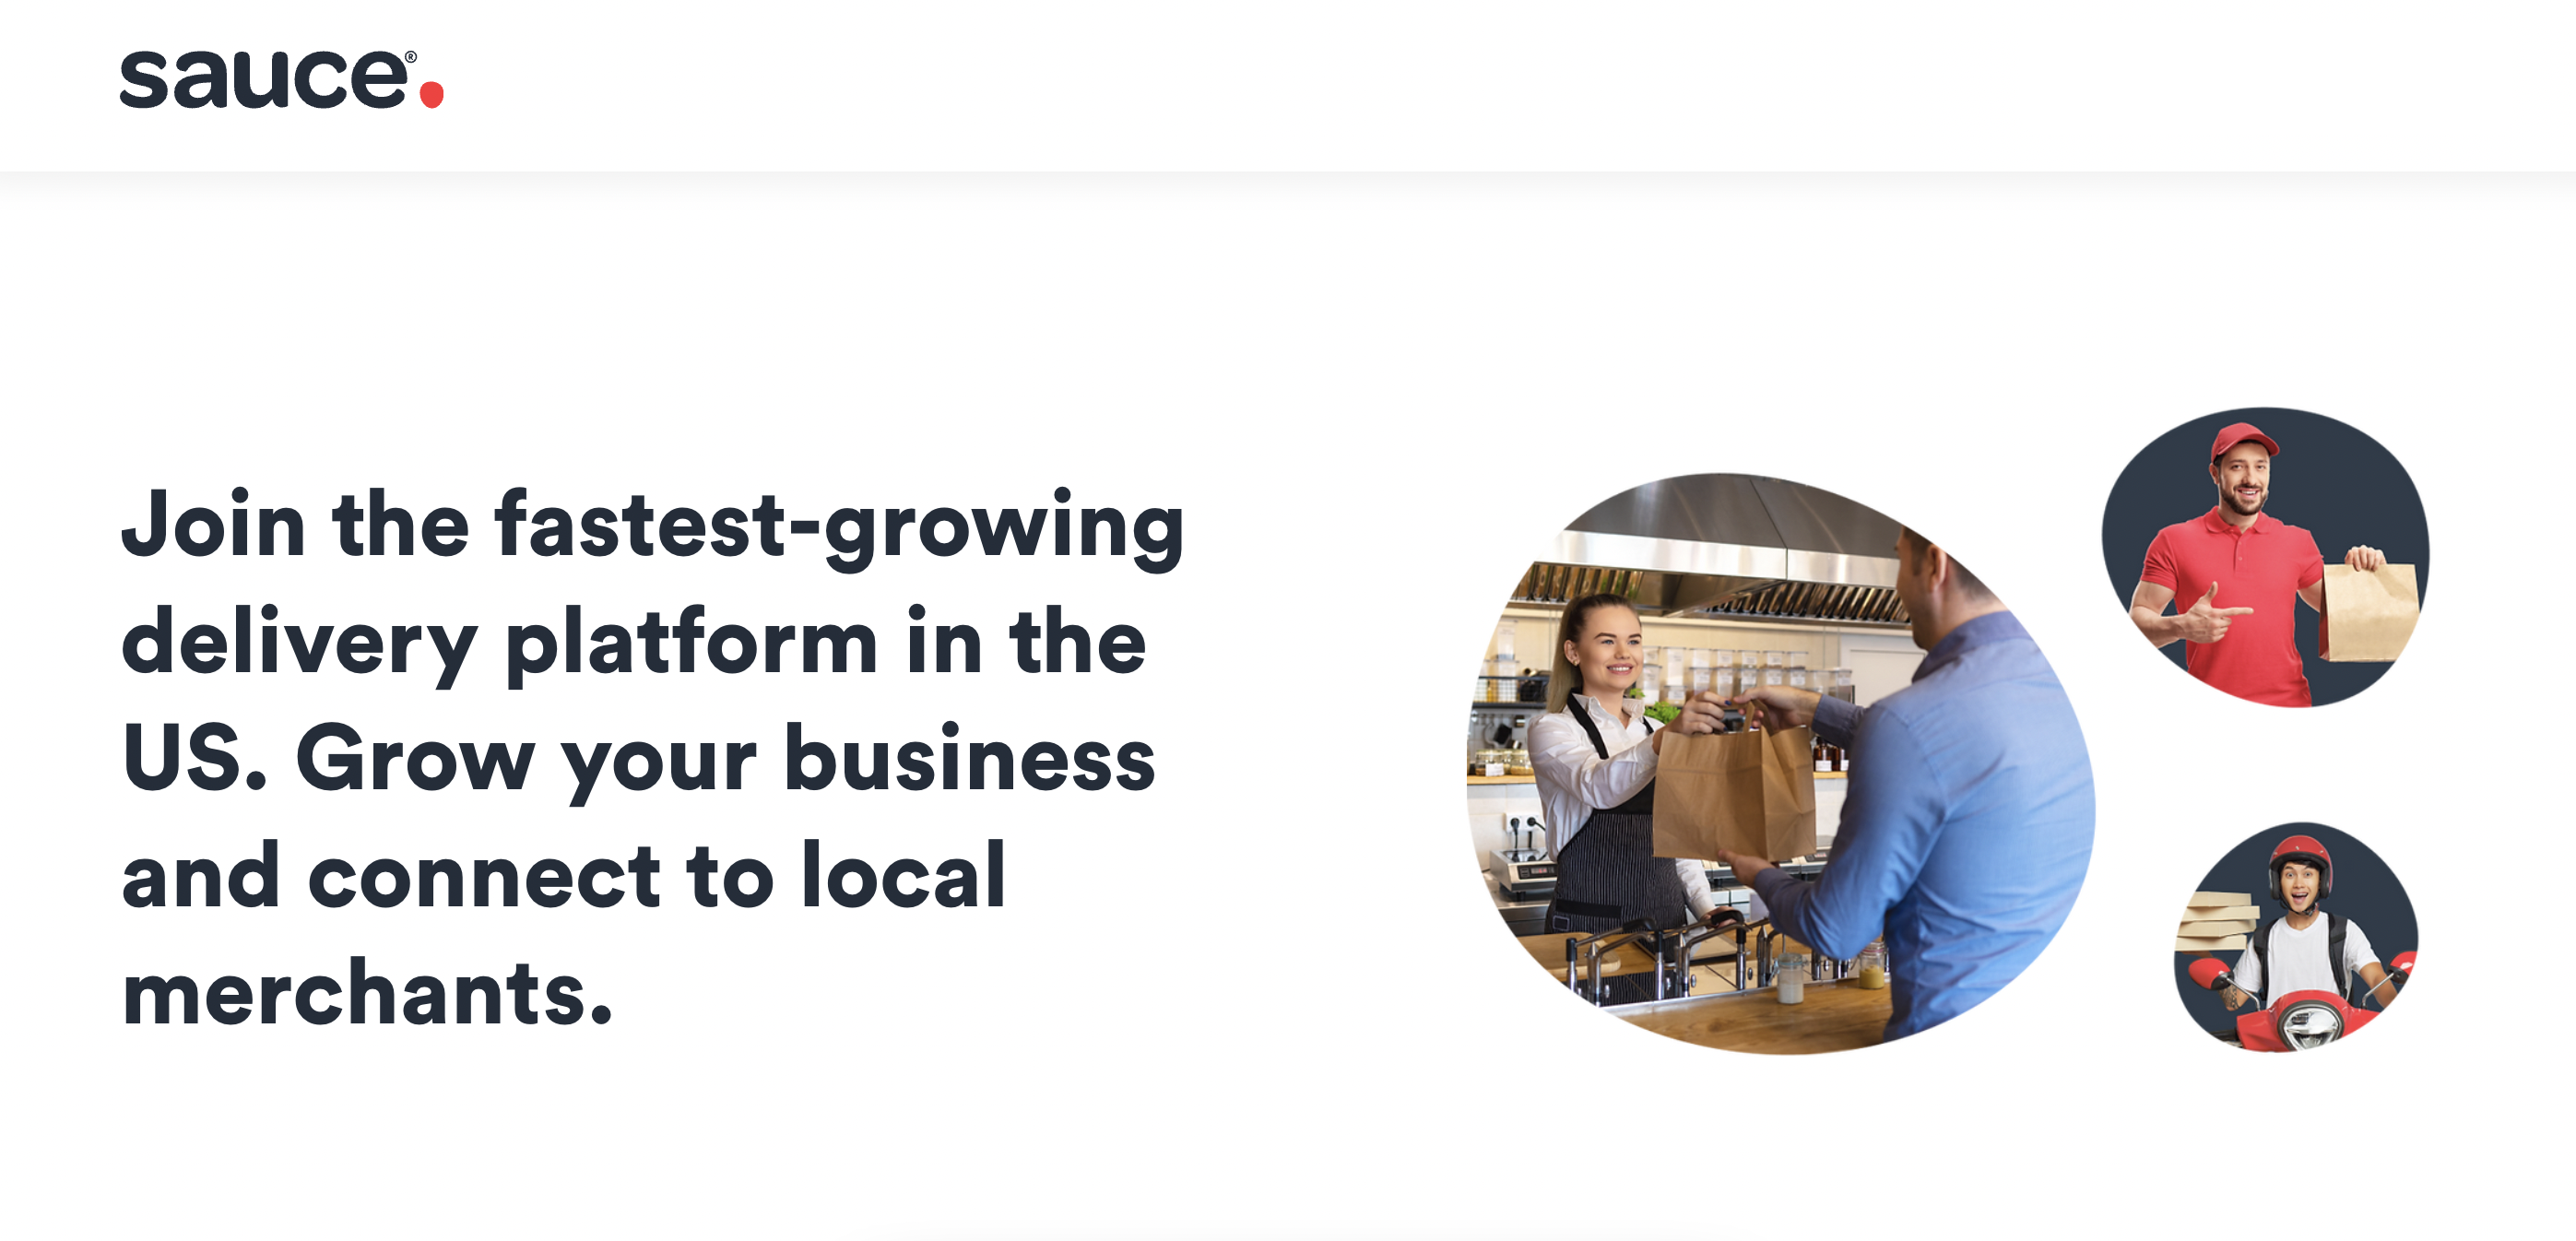 sauce®.
Join the fastest-growing
delivery platform in the
US. Grow your business
and connect to local
merchants.